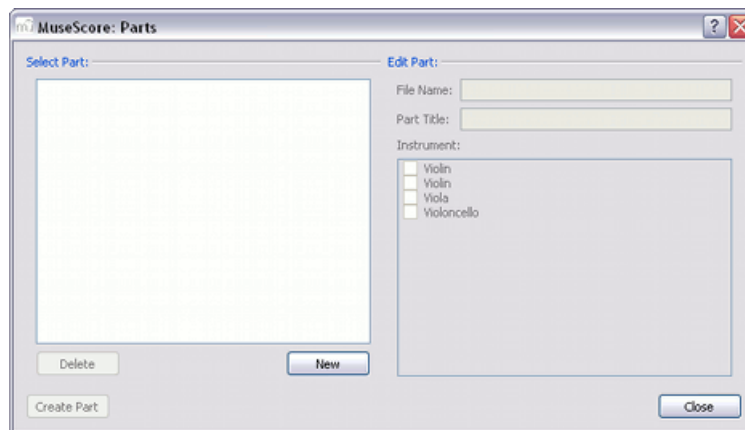 MuseScore: Parts
Select Part:
Edit Part:
File Name:
Part Title:
Instrument:
Violin
Violin
Viola
Violoncello
Delete
New
Create Part
Close